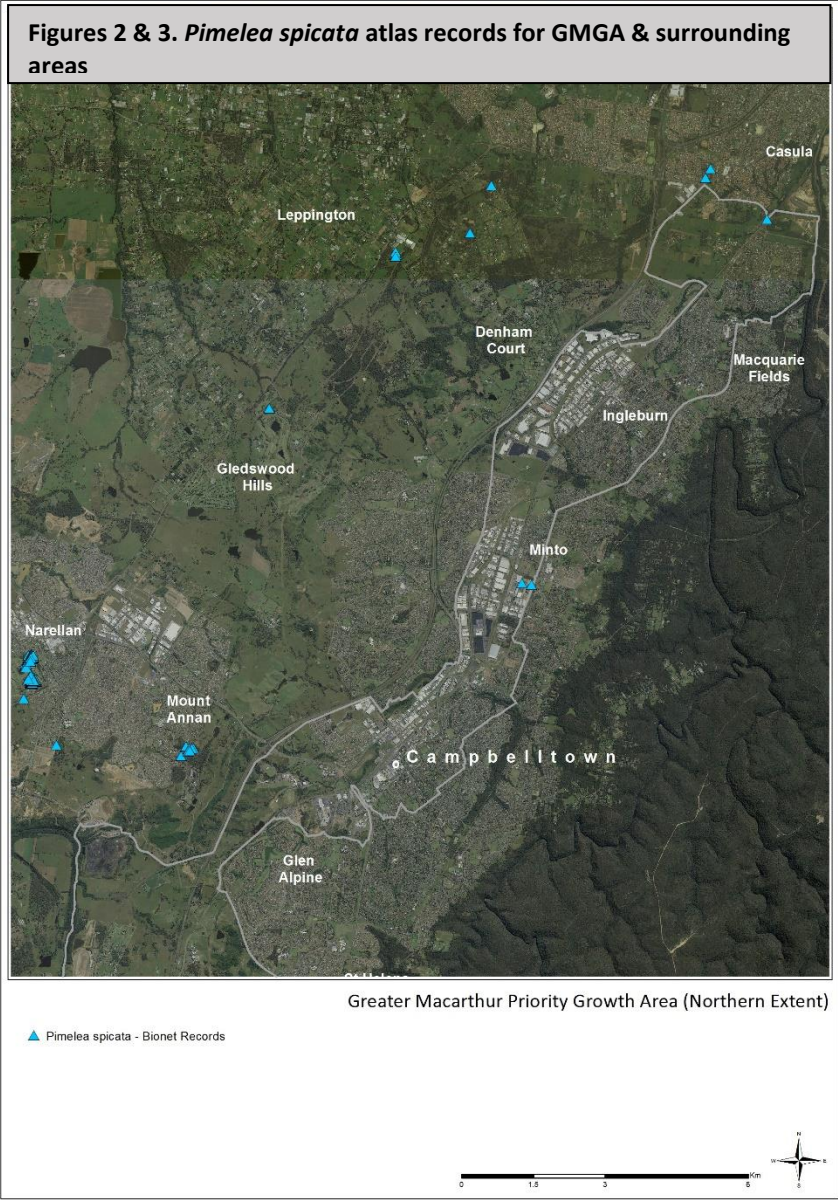 Figures 2 & 3. Pimelea spicata atlas records for GMGA & surrounding
areas
Casula
Leppington
Denham
Court
Macquarie
Fields
Ingleburn
Gledswood
Hills
Minto
Narellan
Mount
Annan
Campbelltown
Glen
Alpine
St Helens
Greater Macarthur Priority Growth Area (Northern Extent)
Pimelea spicata - Bionet Records
N
W
E
S
Km
0
1.5
3
6